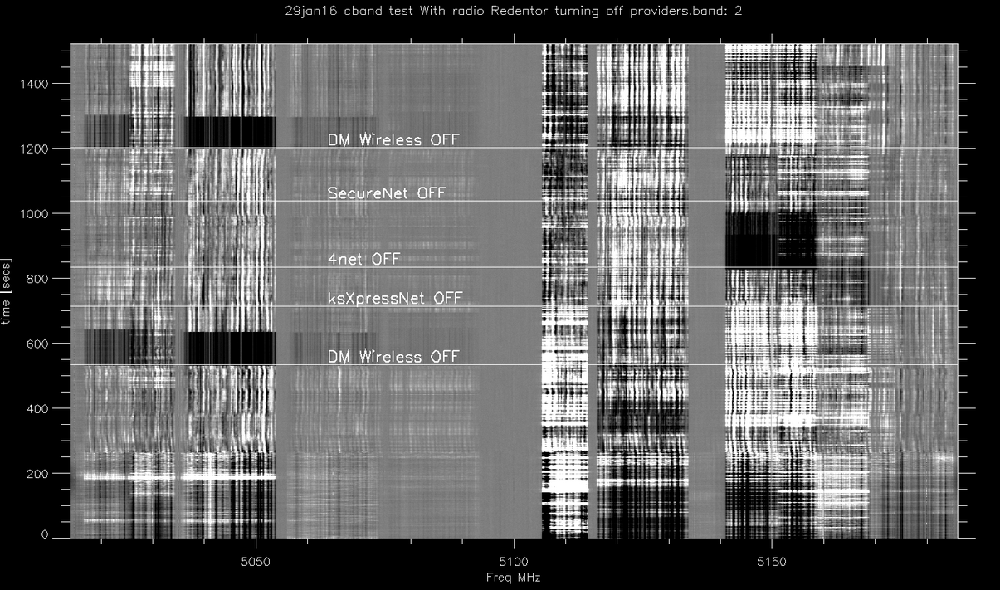 29jan16 cband test With radio Redentor turning off providers.band: 2
1400
1200
1000
800
600
400
200
0
time [secs]
DM Wireless OFF
SecureNet OFF
4net OFF
ksXpressNet OFF
DM Wireless OFF
5050
5100
5150
Freq MHz